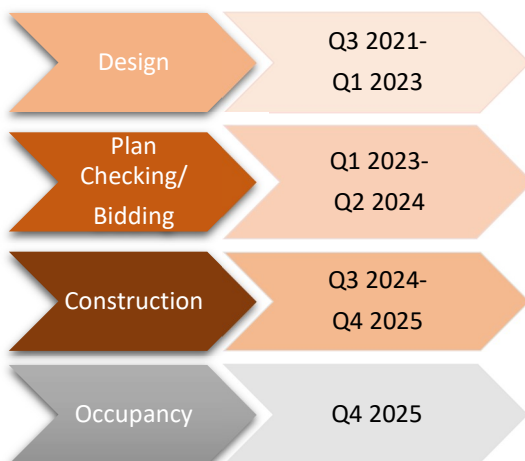 Design
Q3 2021-
Q1 2023
Plan
Checking/
Bidding
Q1 2023-
Q2 2024
Construction
Q3 2024-
Q4 2025
Occupancy
Q4 2025